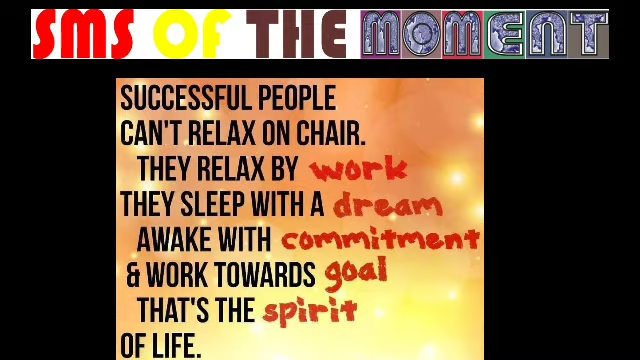 SMS OF THE MOMENT
SUCCESSFUL PEOPLE
CAN'T RELAX ON CHAIR.
THEY RELAX BY work
THEY SLEEP WITH A dream
AWAKE WITH commitment
& WORK TOWARDS goal
THAT'S THE spirit
OF LIFE.